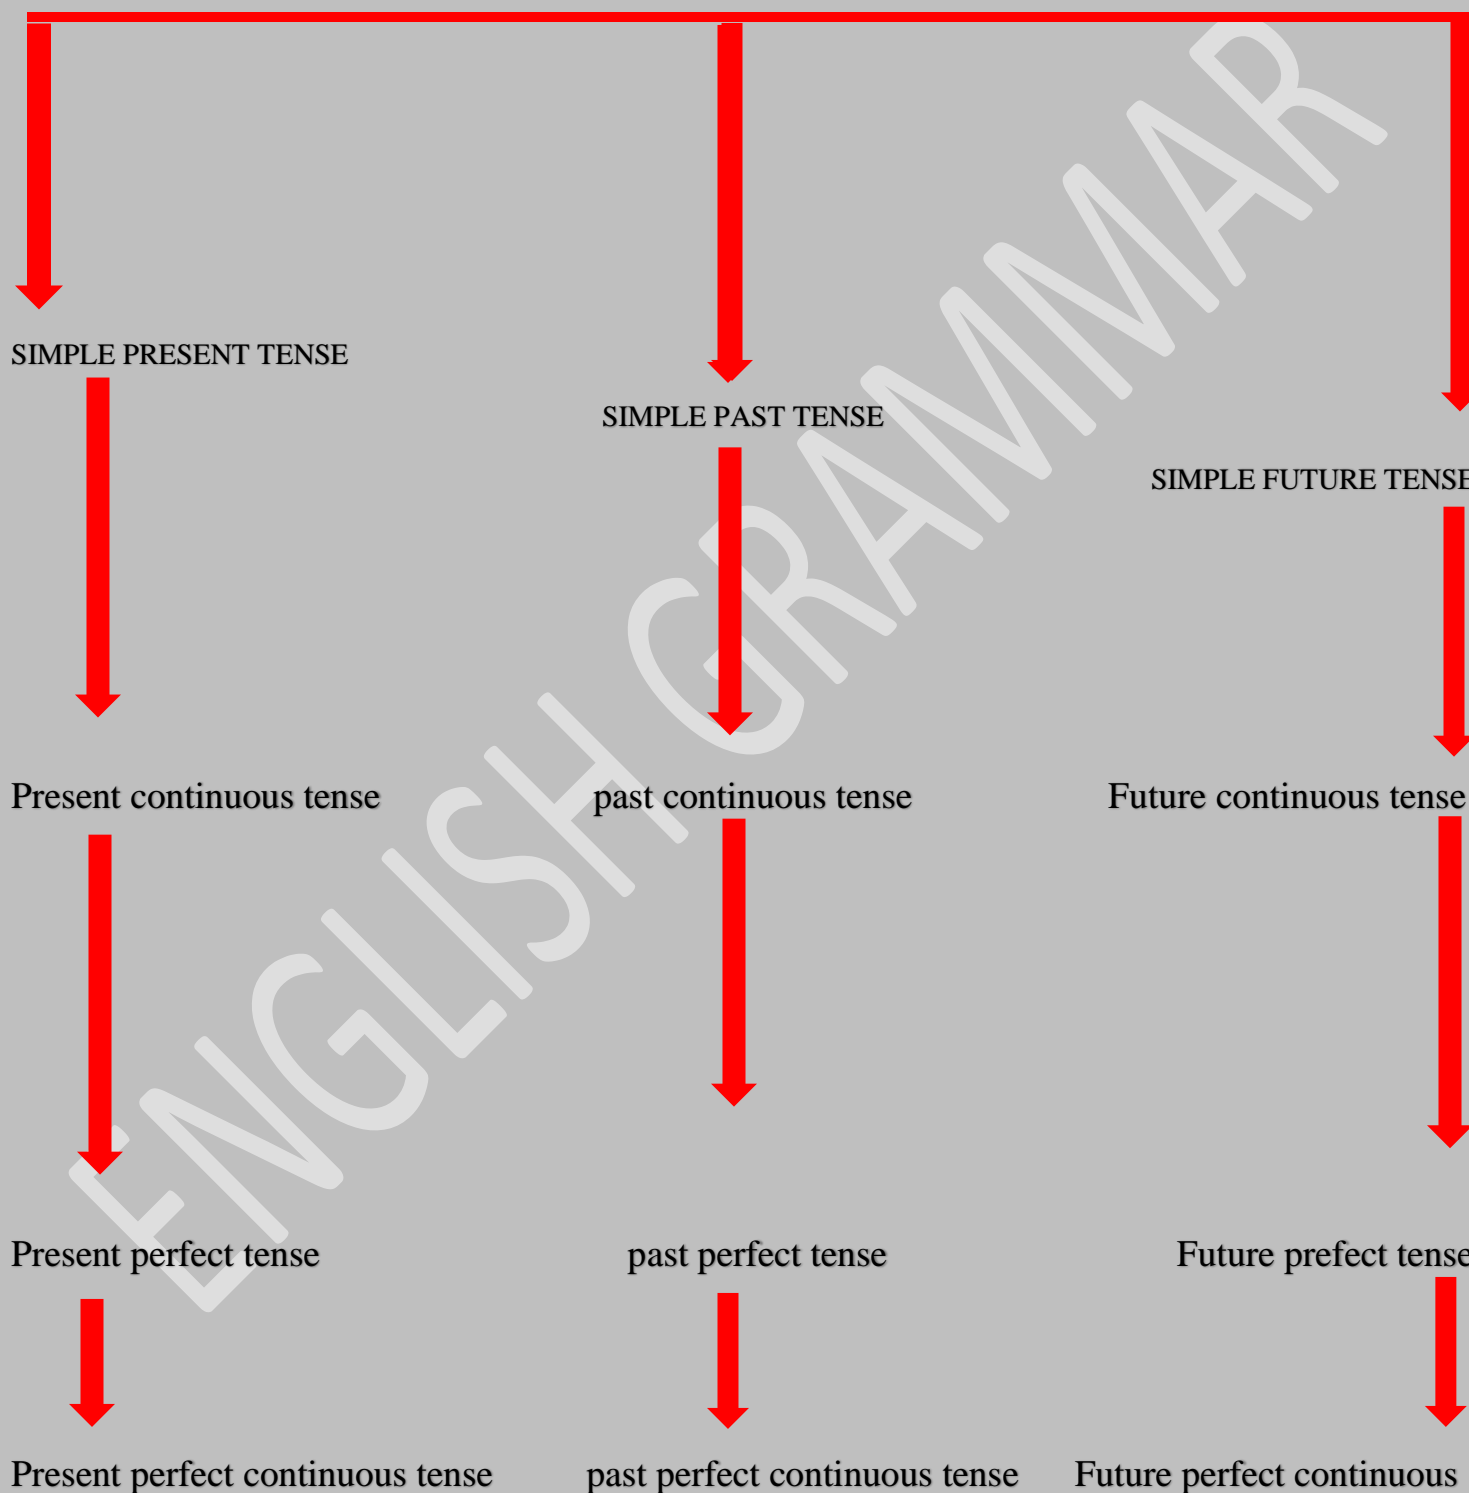 SIMPLE PRESENT TENSE
SIMPLE PAST TENSE
SIMPLE FUTURE TENSE
Present continuous tense past continuous tense Future continuous tense
Present perfect tense past perfect tense Future prefect tense
Present perfect continuous tense past perfect continuous tense Future perfect continuous
ENGLISH GRAMMAR